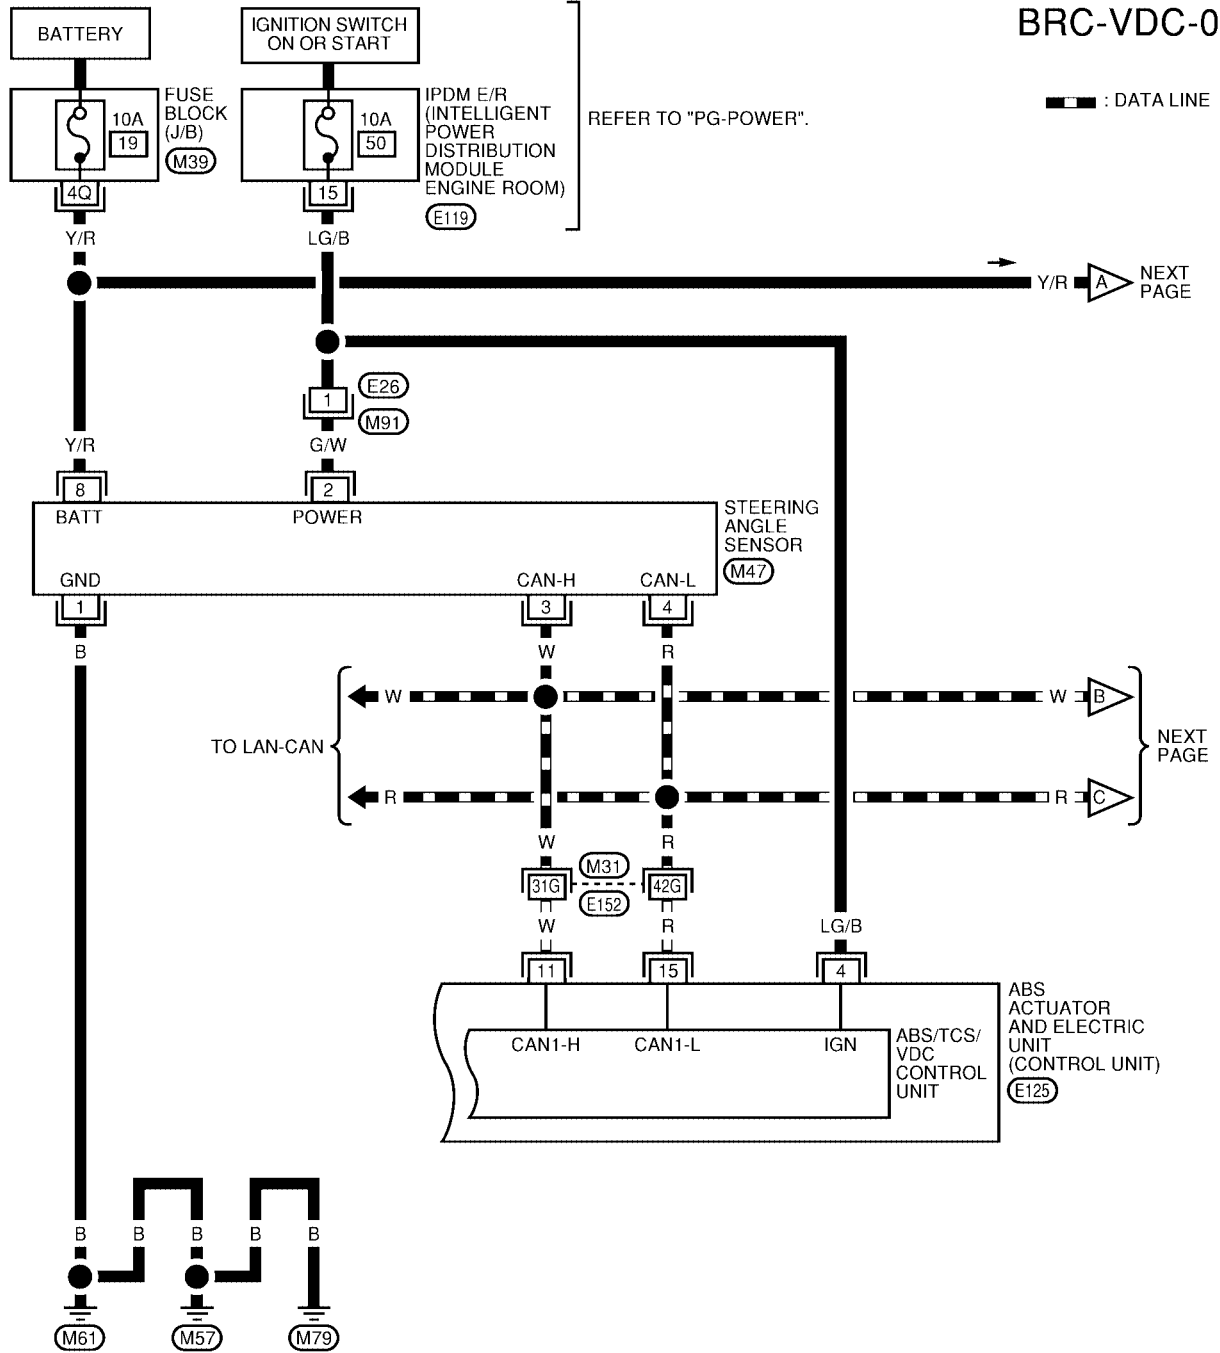 BRC-VDC-0
BATTERY
IGNITION SWITCH
ON OR START
: DATA LINE
FUSE
BLOCK
(J/B)
M39
10A
19
4Q
10A
50
15
IPDM E/R
(INTELLIGENT
POWER
DISTRIBUTION
MODULE
ENGINE ROOM)
E119
REFER TO "PG-POWER".
Y/R
LG/B
Y/R
A
NEXT
PAGE
1
E26
M91
Y/R
G/W
8
2
BATT
POWER
STEERING
ANGLE
SENSOR
M47
GND
CAN-H
CAN-L
1
3
4
B
W
R
W
W
B
TO LAN-CAN
NEXT
PAGE
R
R
C
W
R
31G
M31
E152
42G
W
R
LG/B
11
15
4
CAN1-H
CAN1-L
IGN
ABS/TCS/
VDC
CONTROL
UNIT
ABS
ACTUATOR
AND ELECTRIC
UNIT
(CONTROL UNIT)
E125
B
B
B
B
B
M61
M57
M79